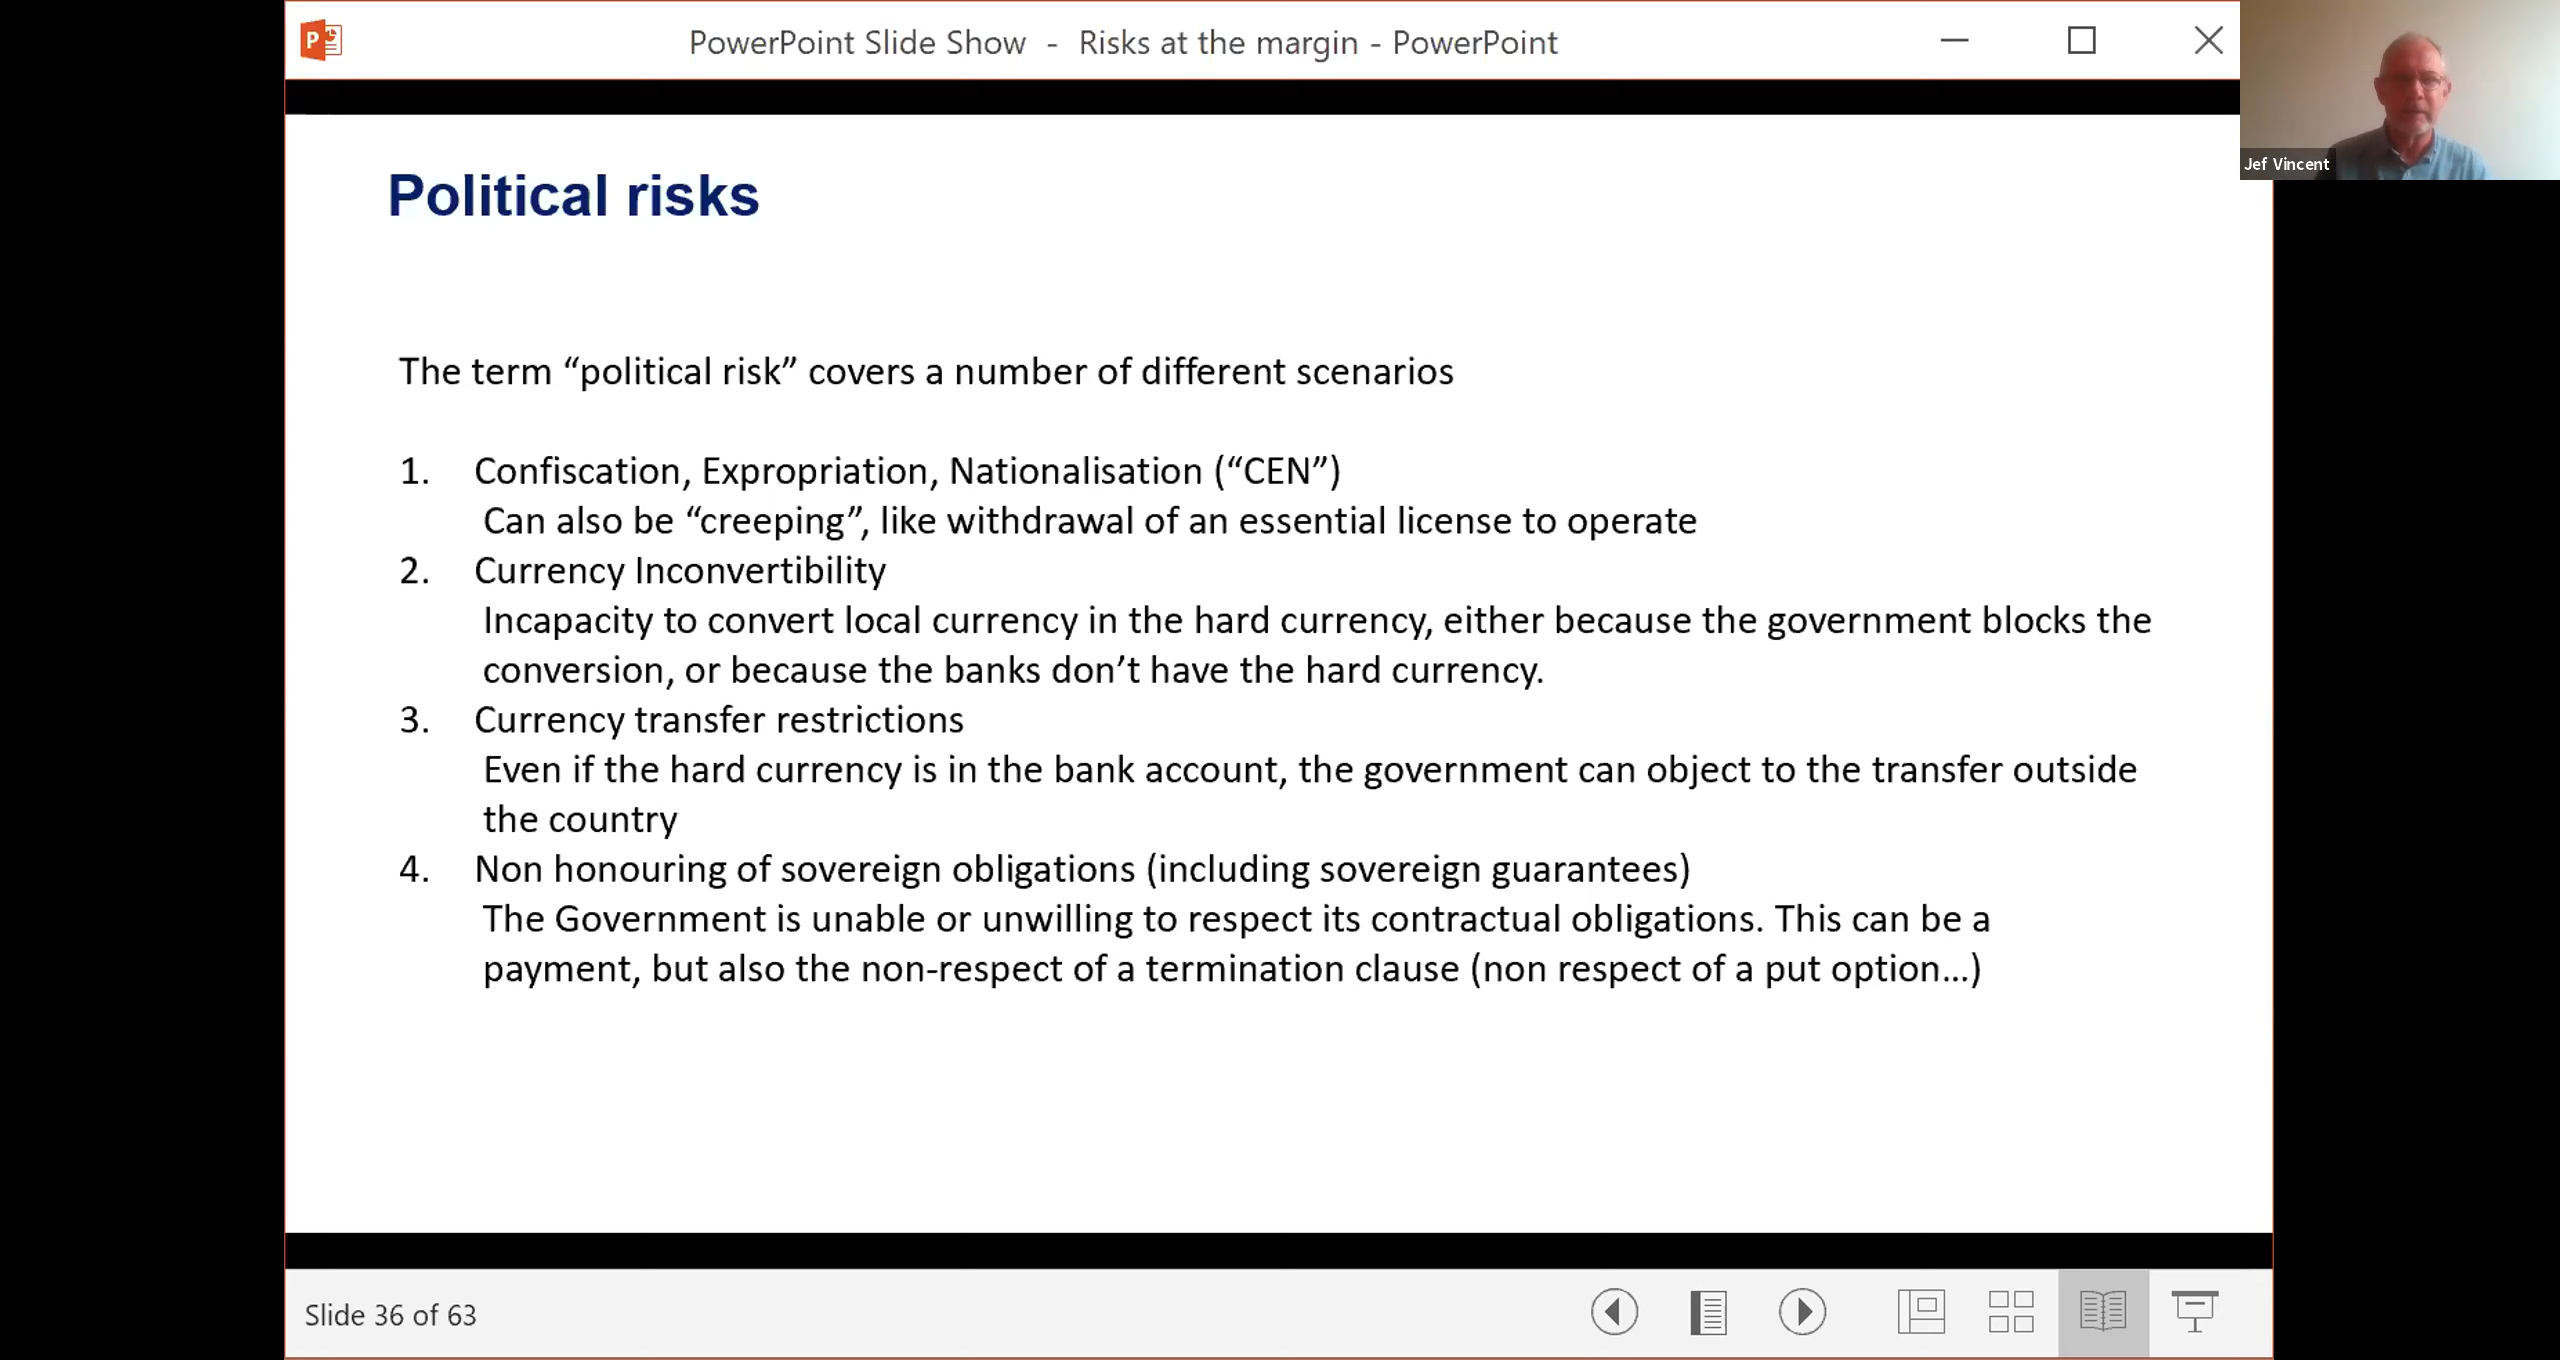 PowerPoint Slide Show - Risks at the margin - PowerPoint
Jef Vincent
Political risks
The term “political risk” covers a number of different scenarios
1. Confiscation, Expropriation, Nationalisation (“CEN”)
Can also be “creeping”, like withdrawal of an essential license to operate
2. Currency Inconvertibility
Incapacity to convert local currency in the hard currency, either because the government blocks the
conversion, or because the banks don’t have the hard currency.
3. Currency transfer restrictions
Even if the hard currency is in the bank account, the government can object to the transfer outside
the country
4. Non honouring of sovereign obligations (including sovereign guarantees)
The Government is unable or unwilling to respect its contractual obligations. This can be a
payment, but also the non-respect of a termination clause (non respect of a put option…)
Slide 36 of 63